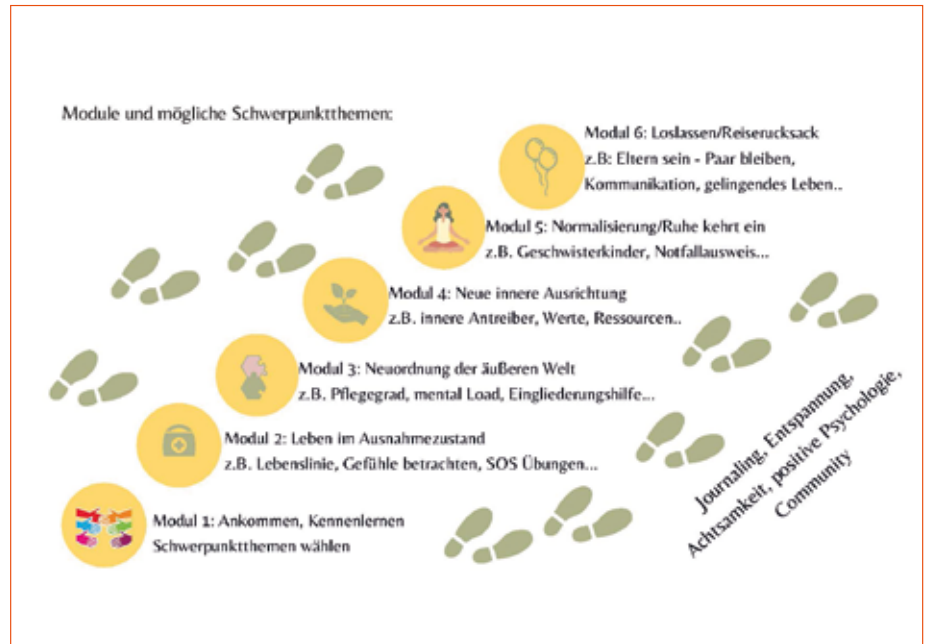 Module und mögliche Schwerpunktthemen:
Modul 6: Loslassen/Reiserucksack
z.B: Eltern sein - Paar bleiben,
Kommunikation, gelingendes Leben..
Modul 5: Normalisierung/Ruhe kehrt ein
z.B. Geschwisterkinder, Notfallausweis...
Modul 4: Neue innere Ausrichtung
z.B. innere Antreiber, Werte, Ressourcen..
Modul 3: Neuordnung der äußeren Welt
z.B. Pflegegrad, mental Load, Eingliederungshilfe...
Modul 2: Leben im Ausnahmezustand
z.B. Lebenslinie, Gefühle betrachten, SOS Übungen...
Modul 1: Ankommen, Kennenlernen
Schwerpunktthemen wählen
Journaling, Entspannung,
Achtsamkeit, positive Psychologie,
Community